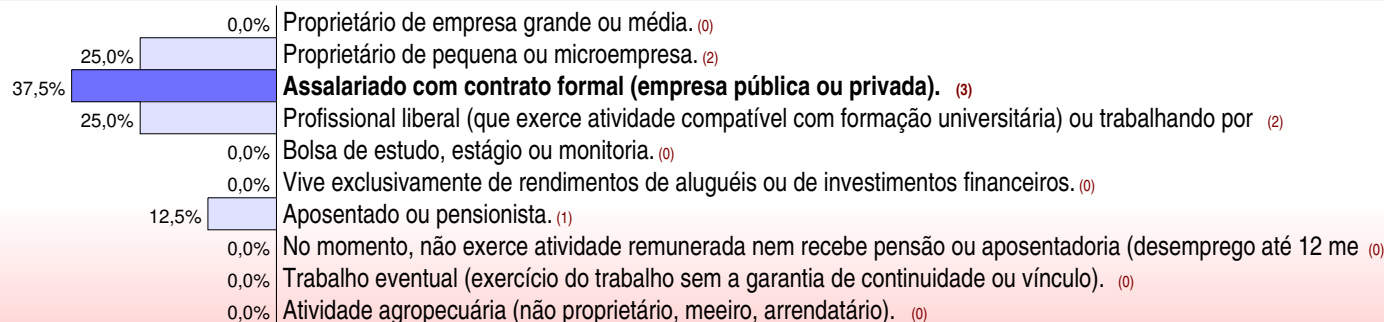 0,0% Proprietário de empresa grande ou média. (0)
25,0% Proprietário de pequena ou microempresa. (2)
37,5% Assalariado com contrato formal (empresa pública ou privada). (3)
25,0% Profissional liberal (que exerce atividade compatível com formação universitária) ou trabalhando por (2)
0,0% Bolsa de estudo, estágio ou monitoria. (0)
0,0% Vive exclusivamente de rendimentos de aluguéis ou de investimentos financeiros. (0)
12,5% Aposentado ou pensionista. (1)
0,0% No momento, não exerce atividade remunerada nem recebe pensão ou aposentadoria (desemprego até 12 me (0)
0,0% Trabalho eventual (exercício do trabalho sem a garantia de continuidade ou vínculo). (0)
0,0% Atividade agropecuária (não proprietário, meeiro, arrendatário). (0)